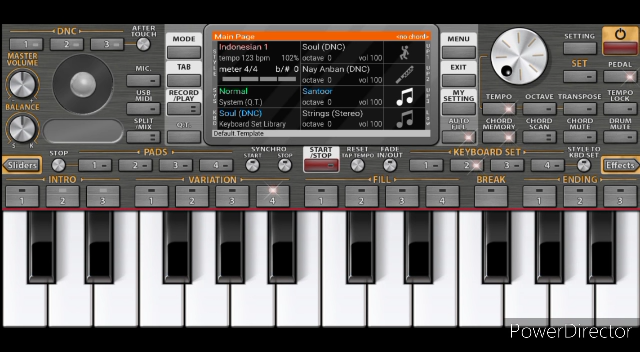 DNC
1 2 3
AFTER TOUCH
MASTER VOLUME
BALANCE
MIC.
USB MIDI
SPLIT /MIX
MODE
TAB
RECORD /PLAY
Q.T.
Main Page <no chord>
Indonesian 1
tempo 123 bpm 102%
meter 4/4 b/# 0
Normal
System (Q.T.)
Soul (DNC)
Keyboard Set Library
Default Template
Soul (DNC)
octave 0 vol 100
Nay Anban (DNC)
octave 0 vol 100
Santoor
octave 0 vol 100
Strings (Stereo)
octave 0 vol 100
MENU
EXIT
MY SETTING
AUTO FILL
SETTING
SET
PEDAL
TEMPO OCTAVE TRANSPOSE TEMPO LOCK
CHORD MEMORY CHORD SCAN CHORD MUTE DRUM MUTE
Sliders
STOP
PADS
1 2 3 4
SYNCHRO
START STOP
START /STOP
RESET
TAP TEMPO
FADE IN/OUT
KEYBOARD SET
1 2 3 4
STYLE TO KBD SET
Effects
INTRO VARIATION FILL BREAK ENDING
1 2 3 1 2 3 4 1 2 3 4 1 2 3
PowerDirector